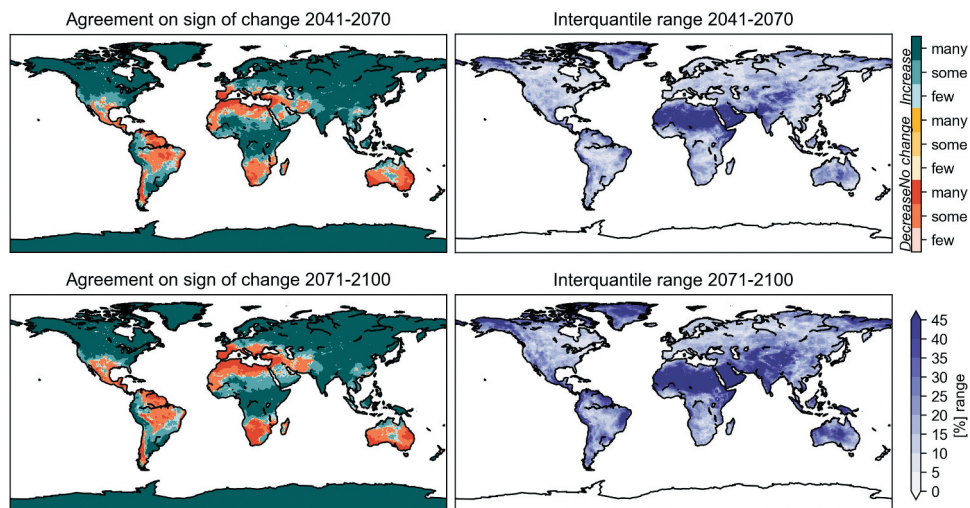 Agreement on sign of change 2041-2070
Interquantile range 2041-2070
Increase
No change
Decrease
many
some
few
many
some
few
many
some
few
Agreement on sign of change 2071-2100
Interquantile range 2071-2100
45
40
35
30
25
20
15
10
5
0
[%] range